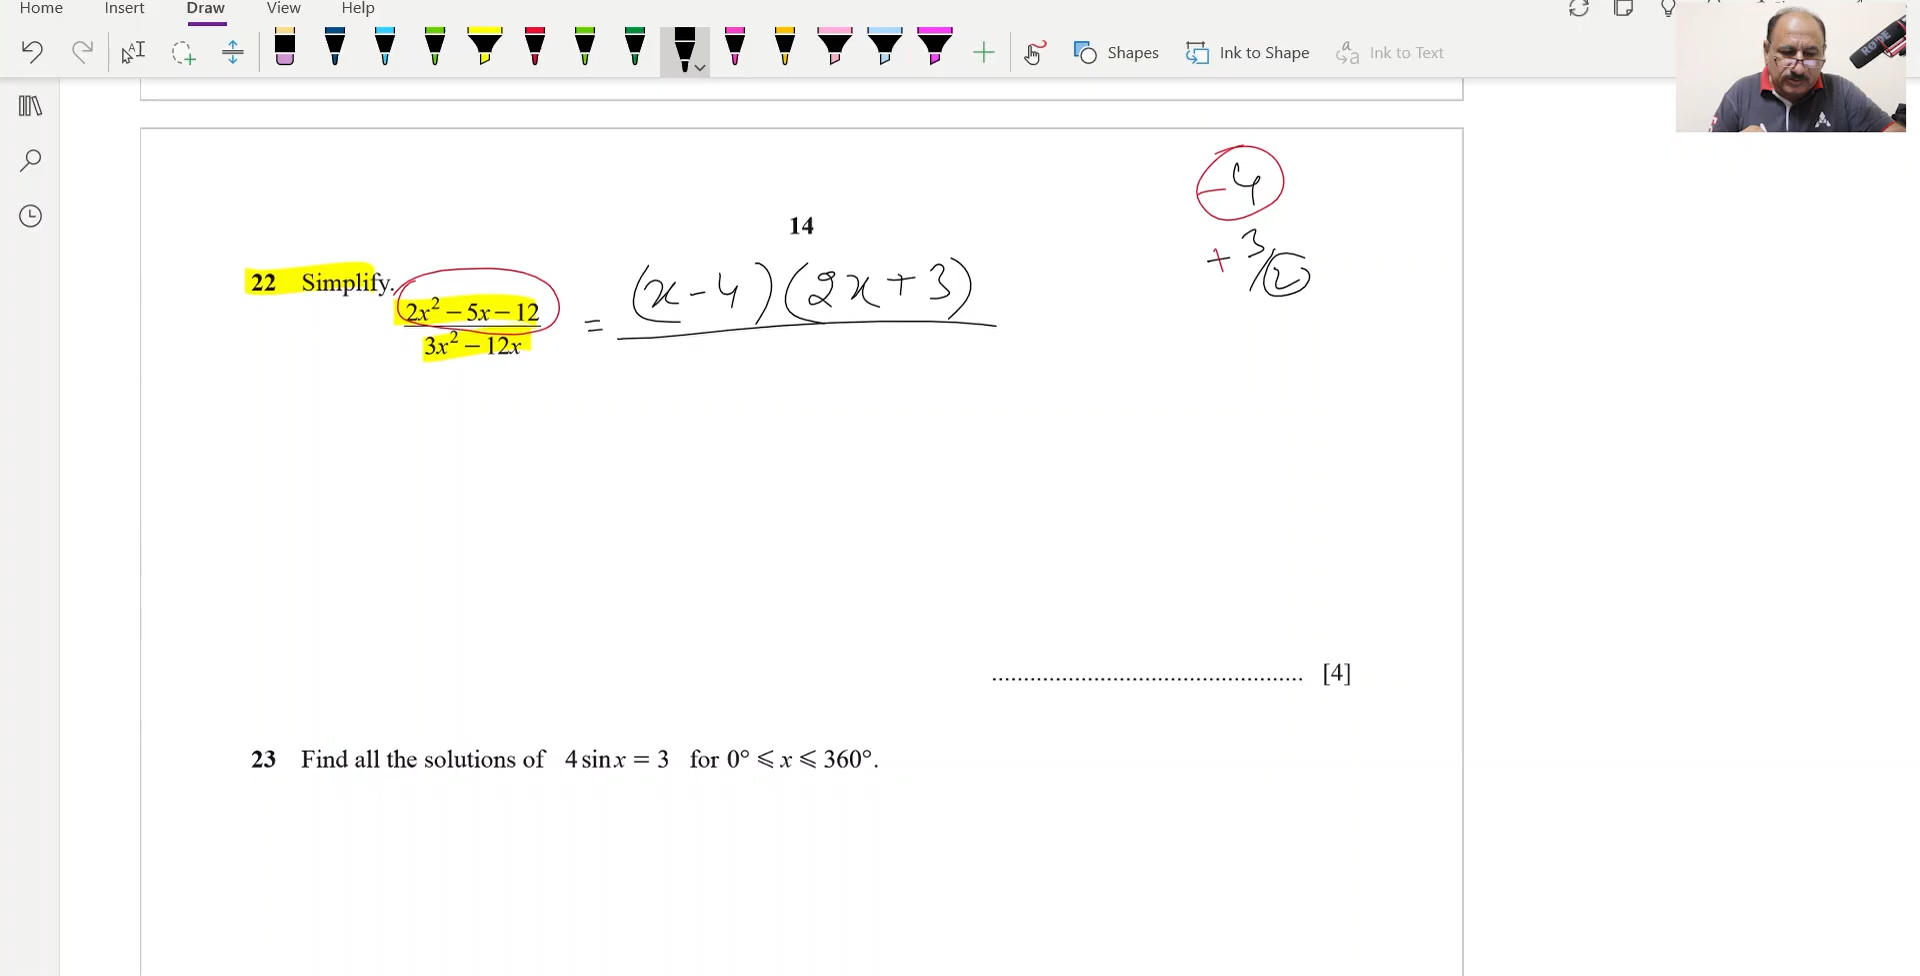 Home Insert Draw View Help
Shapes Ink to Shape Ink to Text
RØDE
14
22 Simplify.
2x² − 5x − 12
3x² − 12x
= (x − 4)(2x + 3)
−4
+3/2
[4]
23 Find all the solutions of 4 sin x = 3 for 0° ⩽ x ⩽ 360°.